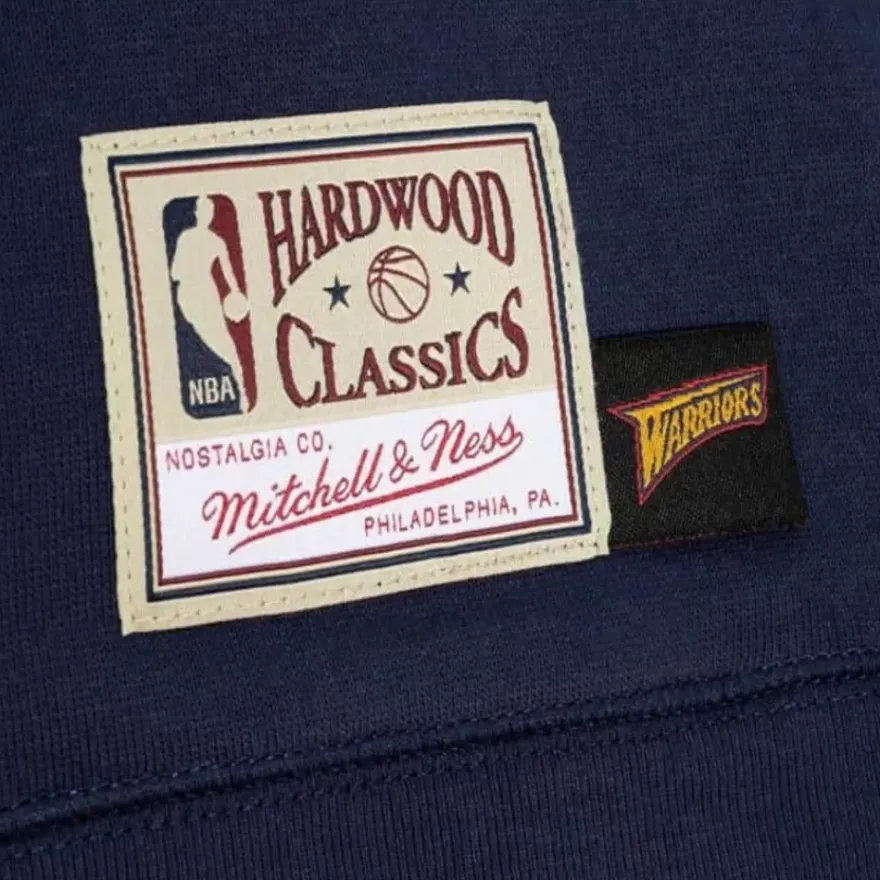 HARDWOOD
CLASSICS
NBA
NOSTALGIA CO.
Mitchell & Ness
PHILADELPHIA, PA.
WARRIORS